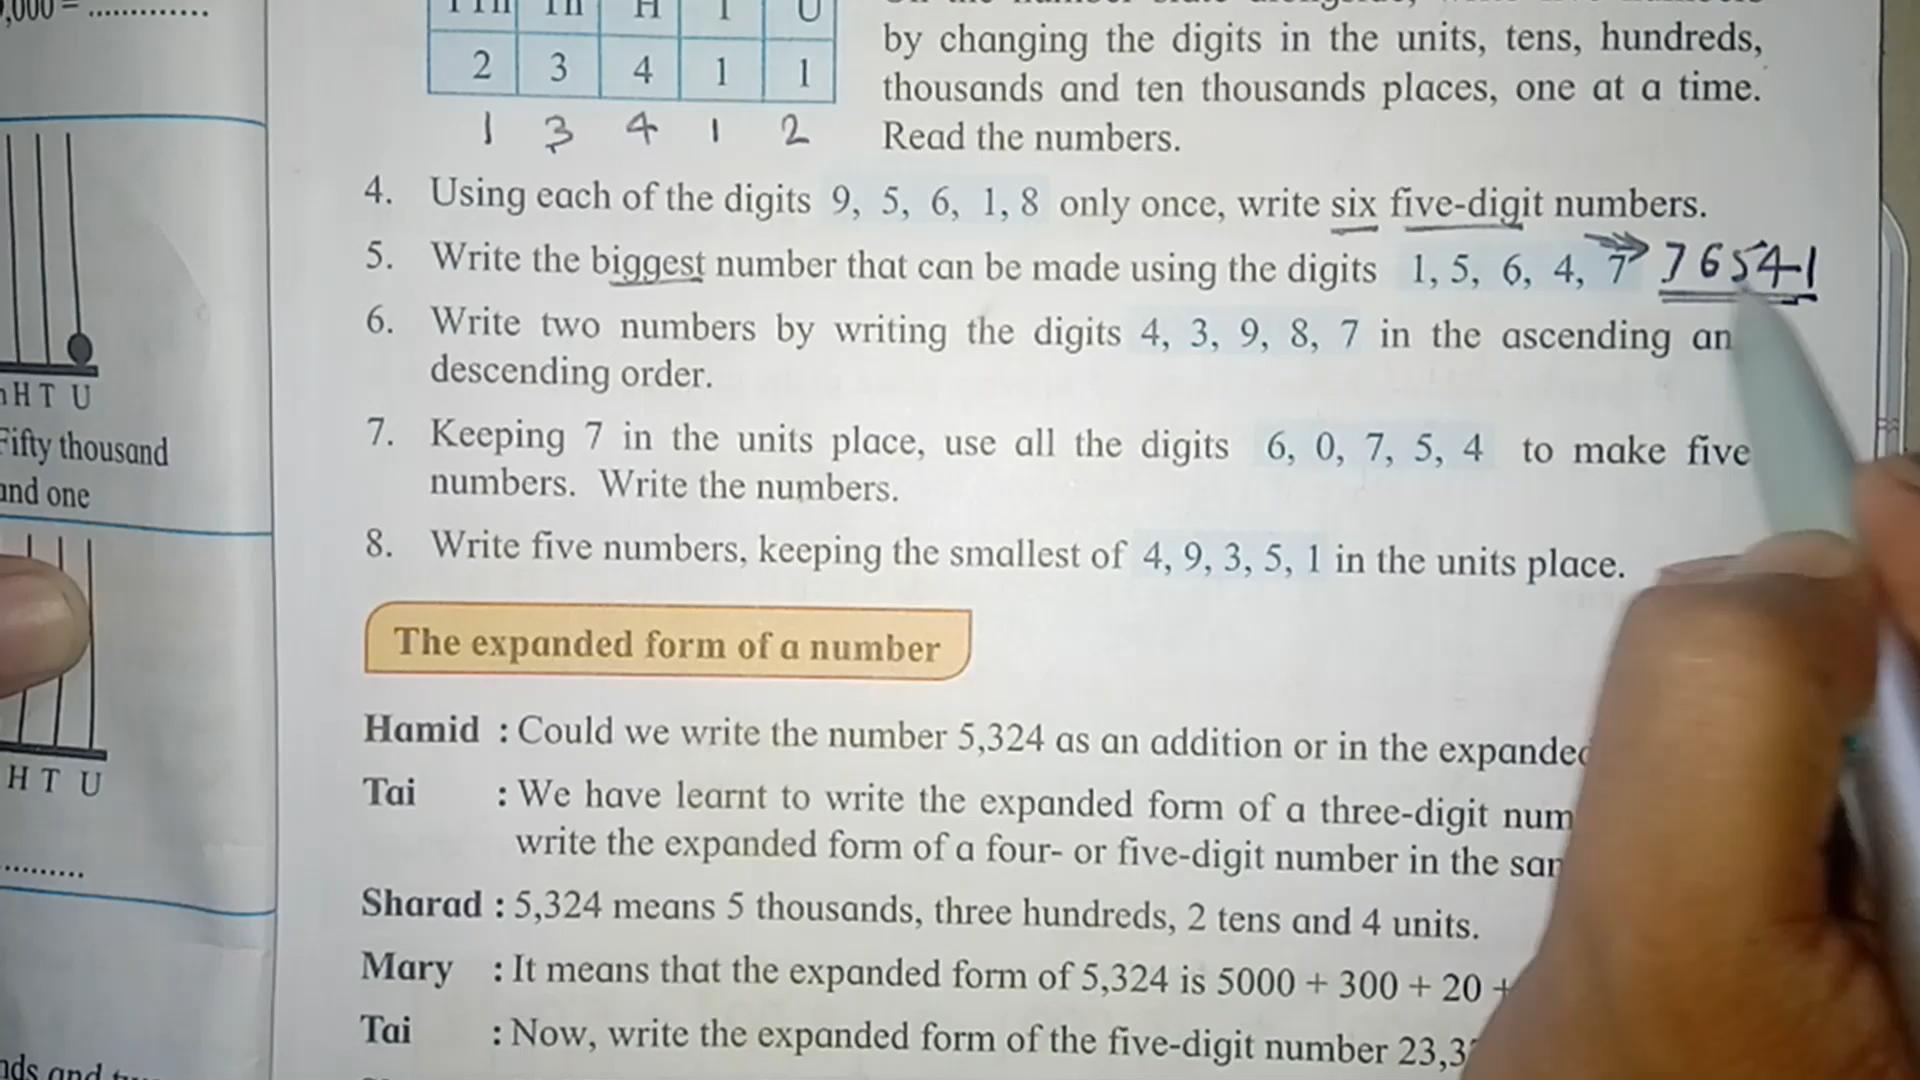 ,000 = .............
TTh Th H T U
2 3 4 1 1
1 3 4 1 2
by changing the digits in the units, tens, hundreds,
thousands and ten thousands places, one at a time.
Read the numbers.
4. Using each of the digits 9, 5, 6, 1, 8 only once, write six five-digit numbers.
5. Write the biggest number that can be made using the digits 1, 5, 6, 4, 7 76541
6. Write two numbers by writing the digits 4, 3, 9, 8, 7 in the ascending an
descending order.
7. Keeping 7 in the units place, use all the digits 6, 0, 7, 5, 4 to make five
numbers. Write the numbers.
8. Write five numbers, keeping the smallest of 4, 9, 3, 5, 1 in the units place.
The expanded form of a number
Hamid : Could we write the number 5,324 as an addition or in the expanded
Tai : We have learnt to write the expanded form of a three-digit num
write the expanded form of a four- or five-digit number in the
Sharad : 5,324 means 5 thousands, three hundreds, 2 tens and 4 units.
Mary : It means that the expanded form of 5,324 is 5000 + 300 + 20 +
Tai : Now, write the expanded form of the five-digit number 23,3
H T U
Fifty thousand
and one
H T U
..........
nds and